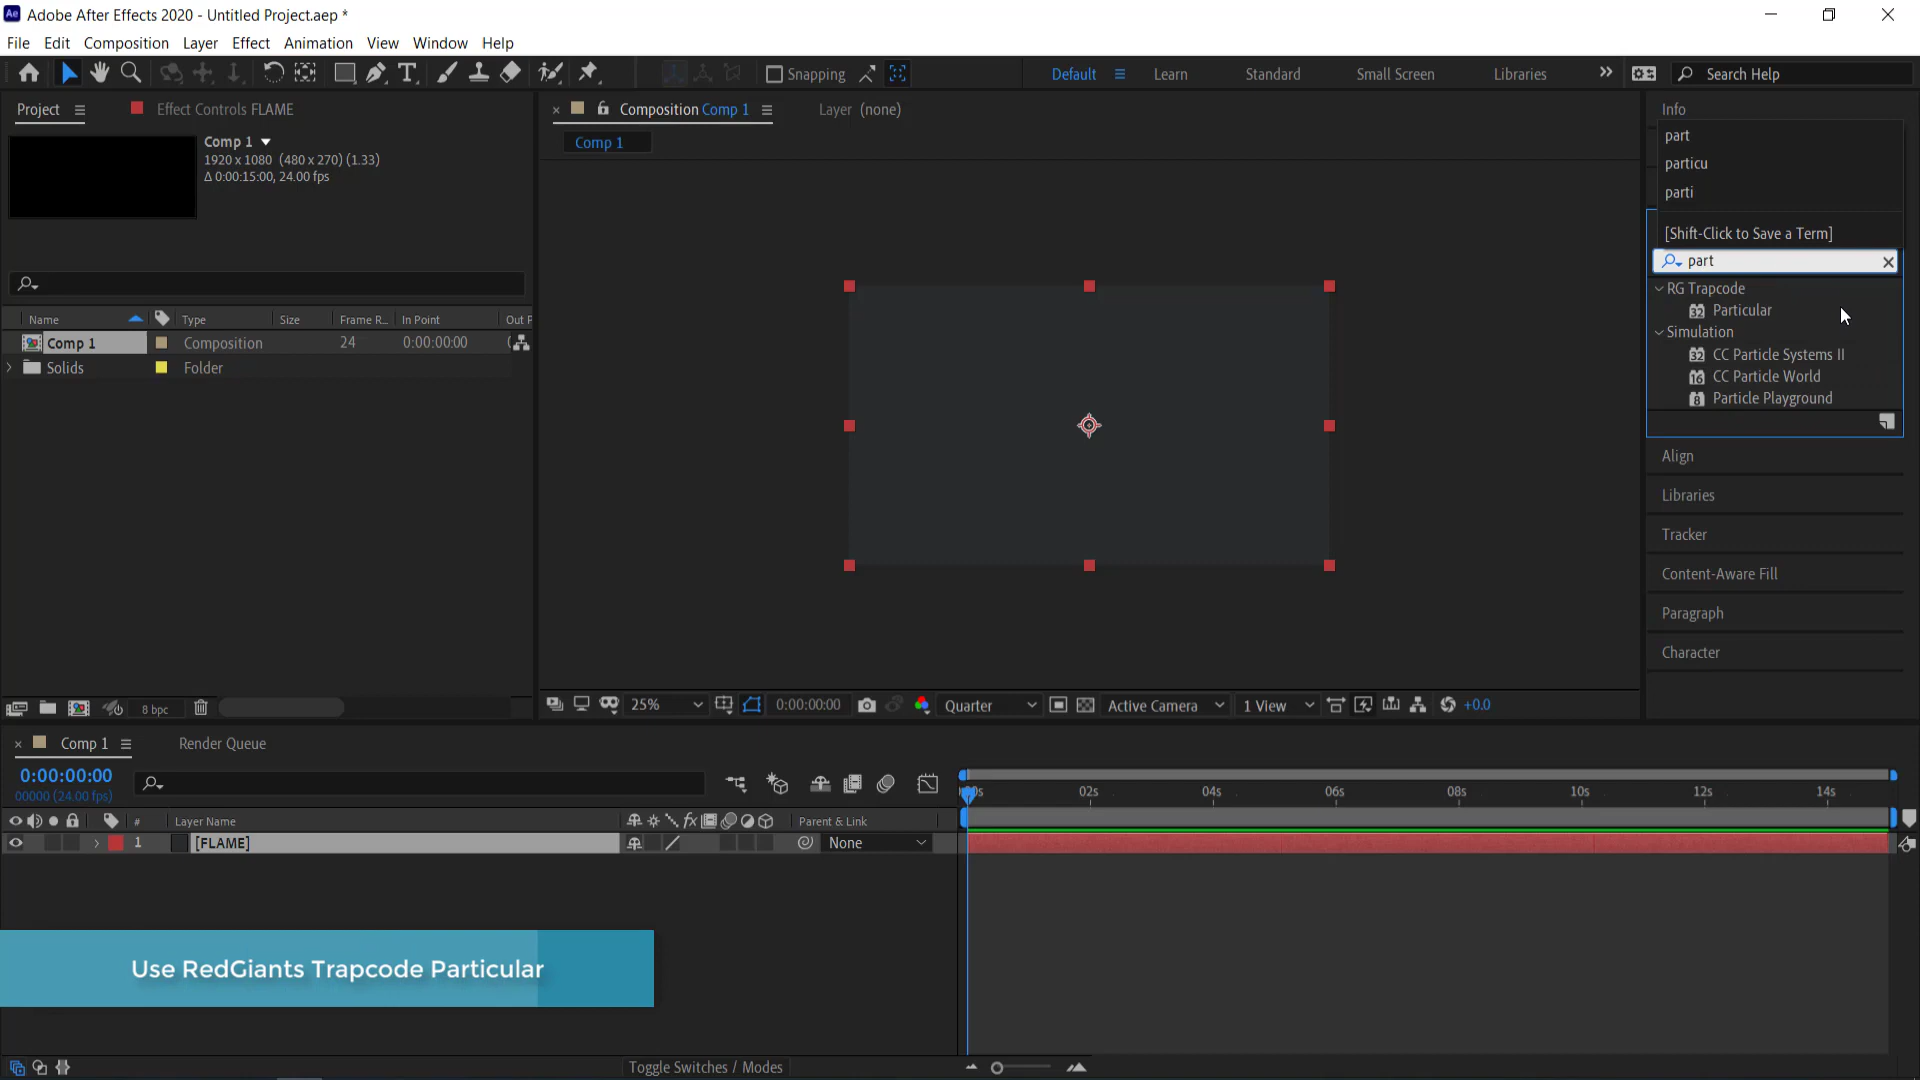 Adobe After Effects 2020 - Untitled Project.aep *
File Edit Composition Layer Effect Animation View Window Help
Snapping Default Learn Standard Small Screen Libraries Search Help
Project Effect Controls FLAME
Comp 1
1920 x 1080 (480 x 270) (1.33)
Δ 0:00:15:00, 24.00 fps
Name Type Size Frame R... In Point Out P
Comp 1 Composition 24 0:00:00:00
Solids Folder
8 bpc
Composition Comp 1 Layer (none)
Comp 1
25% 0:00:00:00 Quarter Active Camera 1 View +0.0
Info
part
particu
parti
[Shift-Click to Save a Term]
part
RG Trapcode
32 Particular
Simulation
32 CC Particle Systems II
16 CC Particle World
8 Particle Playground
Align
Libraries
Tracker
Content-Aware Fill
Paragraph
Character
Comp 1 Render Queue
0:00:00:00
00000 (24.00 fps)
02s 04s 06s 08s 10s 12s 14s
# Layer Name Parent & Link
1 [FLAME] None
Use RedGiants Trapcode Particular
Toggle Switches / Modes